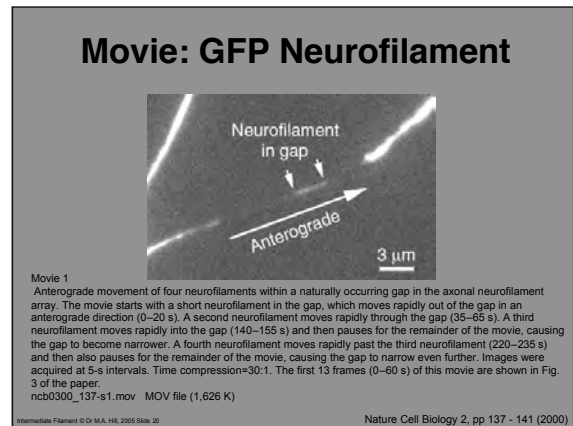 Movie: GFP Neurofilament
Neurofilament
in gap
Anterograde
3 μm
Movie 1
Anterograde movement of four neurofilaments within a naturally occurring gap in the axonal neurofilament
array. The movie starts with a short neurofilament in the gap, which moves rapidly out of the gap in an
anterograde direction (0–20 s). A second neurofilament moves rapidly through the gap (35–65 s). A third
neurofilament moves rapidly into the gap (140–155 s) and then pauses for the remainder of the movie, causing
the gap to become narrower. A fourth neurofilament moves rapidly past the third neurofilament (220–235 s)
and then also pauses for the remainder of the movie, causing the gap to narrow even further. Images were
acquired at 5-s intervals. Time compression=30:1. The first 13 frames (0–60 s) of this movie are shown in Fig.
3 of the paper.
ncb0300_137-s1.mov MOV file (1,626 K)
Intermediate Filament © Dr M.A. Hill, 2005 Slide 20
Nature Cell Biology 2, pp 137 - 141 (2000)